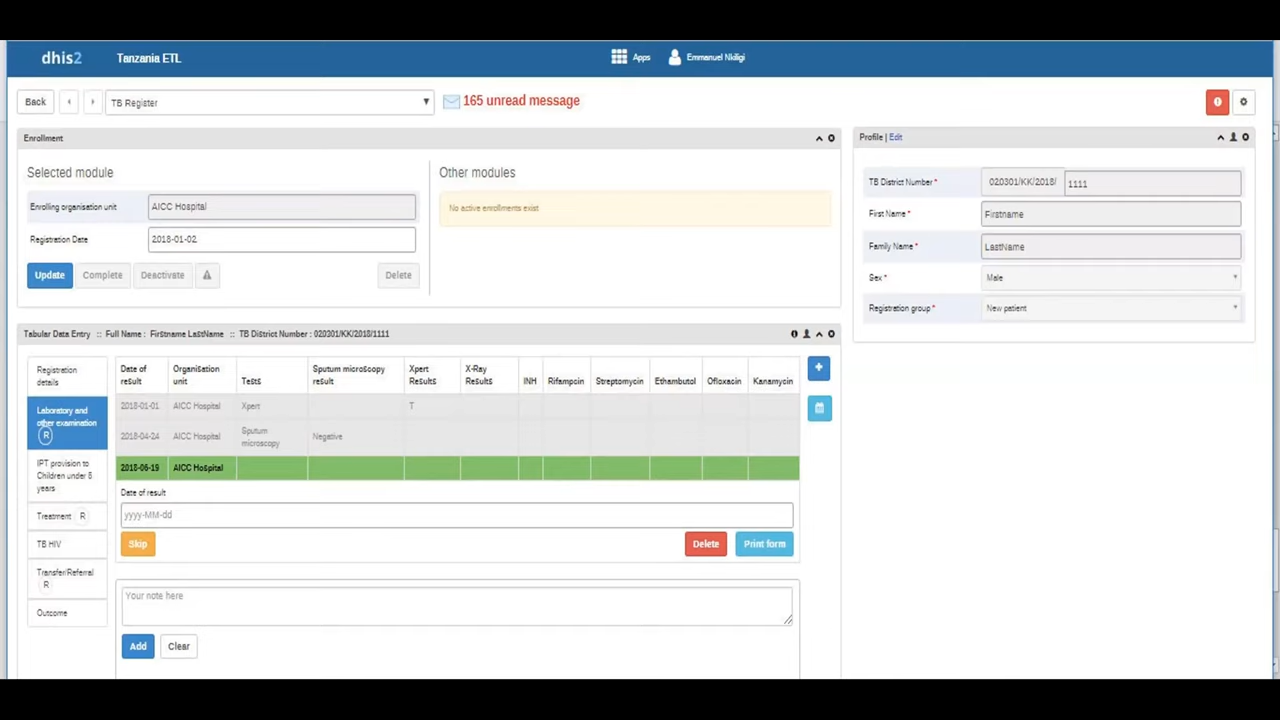 dhis2 Tanzania ETL Apps Emmanuel Nkiligi
Back TB Register 165 unread message
Enrollment
Selected module
Enrolling organisation unit AICC Hospital
Registration Date 2018-01-02
Update Complete Deactivate Delete
Other modules
No active enrollments exist
Profile | Edit
TB District Number * 020301/KK/2018/ 1111
First Name * Firstname
Family Name * LastName
Sex * Male
Registration group * New patient
Tabular Data Entry :: Full Name : Firstname LastName :: TB District Number : 020301/KK/2018/1111
Registration
details
Laboratory and
other examination
R
IPT provision to
Children under 5
years
Treatment R
TB HIV
Transfer/Referral
R
Outcome
Date of result Organisation unit Tests Sputum microscopy result Xpert Results X-Ray Results INH Rifampcin Streptomycin Ethambutol Ofloxacin Kanamycin
2018-01-01 AICC Hospital Xpert T
2018-04-24 AICC Hospital Sputum microscopy Negative
2018-06-19 AICC Hospital
Date of result
yyyy-MM-dd
Skip Delete Print form
Your note here
Add Clear